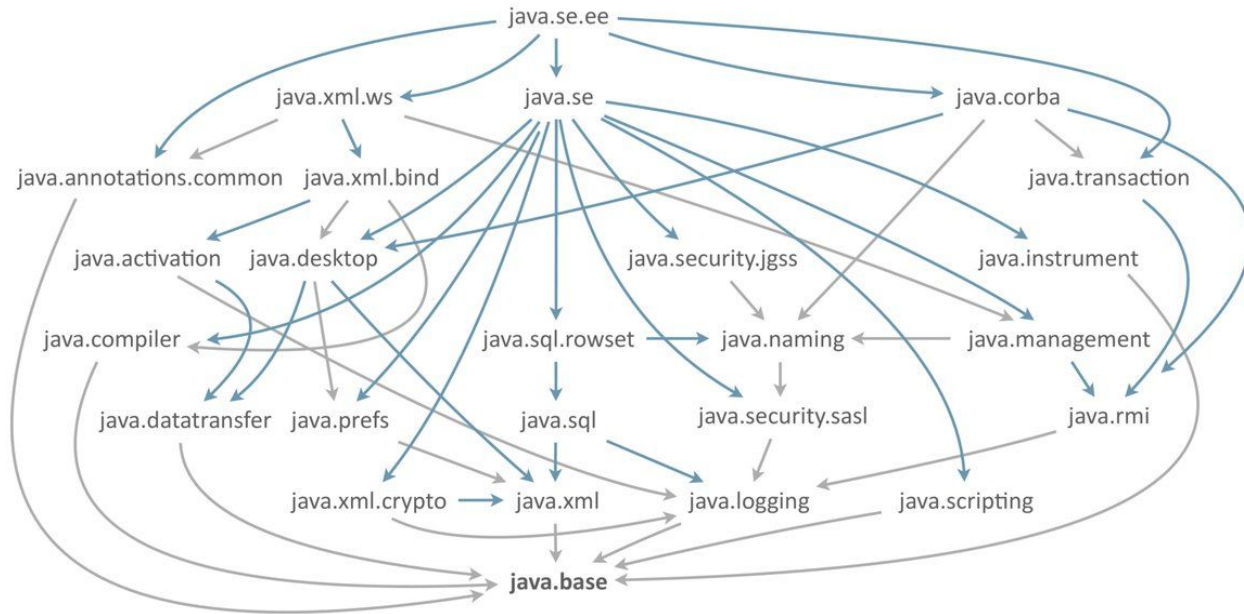 java.se.ee
java.xml.ws
java.se
java.corba
java.annotations.common
java.xml.bind
java.transaction
java.activation
java.desktop
java.security.jgss
java.instrument
java.compiler
java.sql.rowset
java.naming
java.management
java.datatransfer
java.prefs
java.sql
java.security.sasl
java.rmi
java.xml.crypto
java.xml
java.logging
java.scripting
java.base